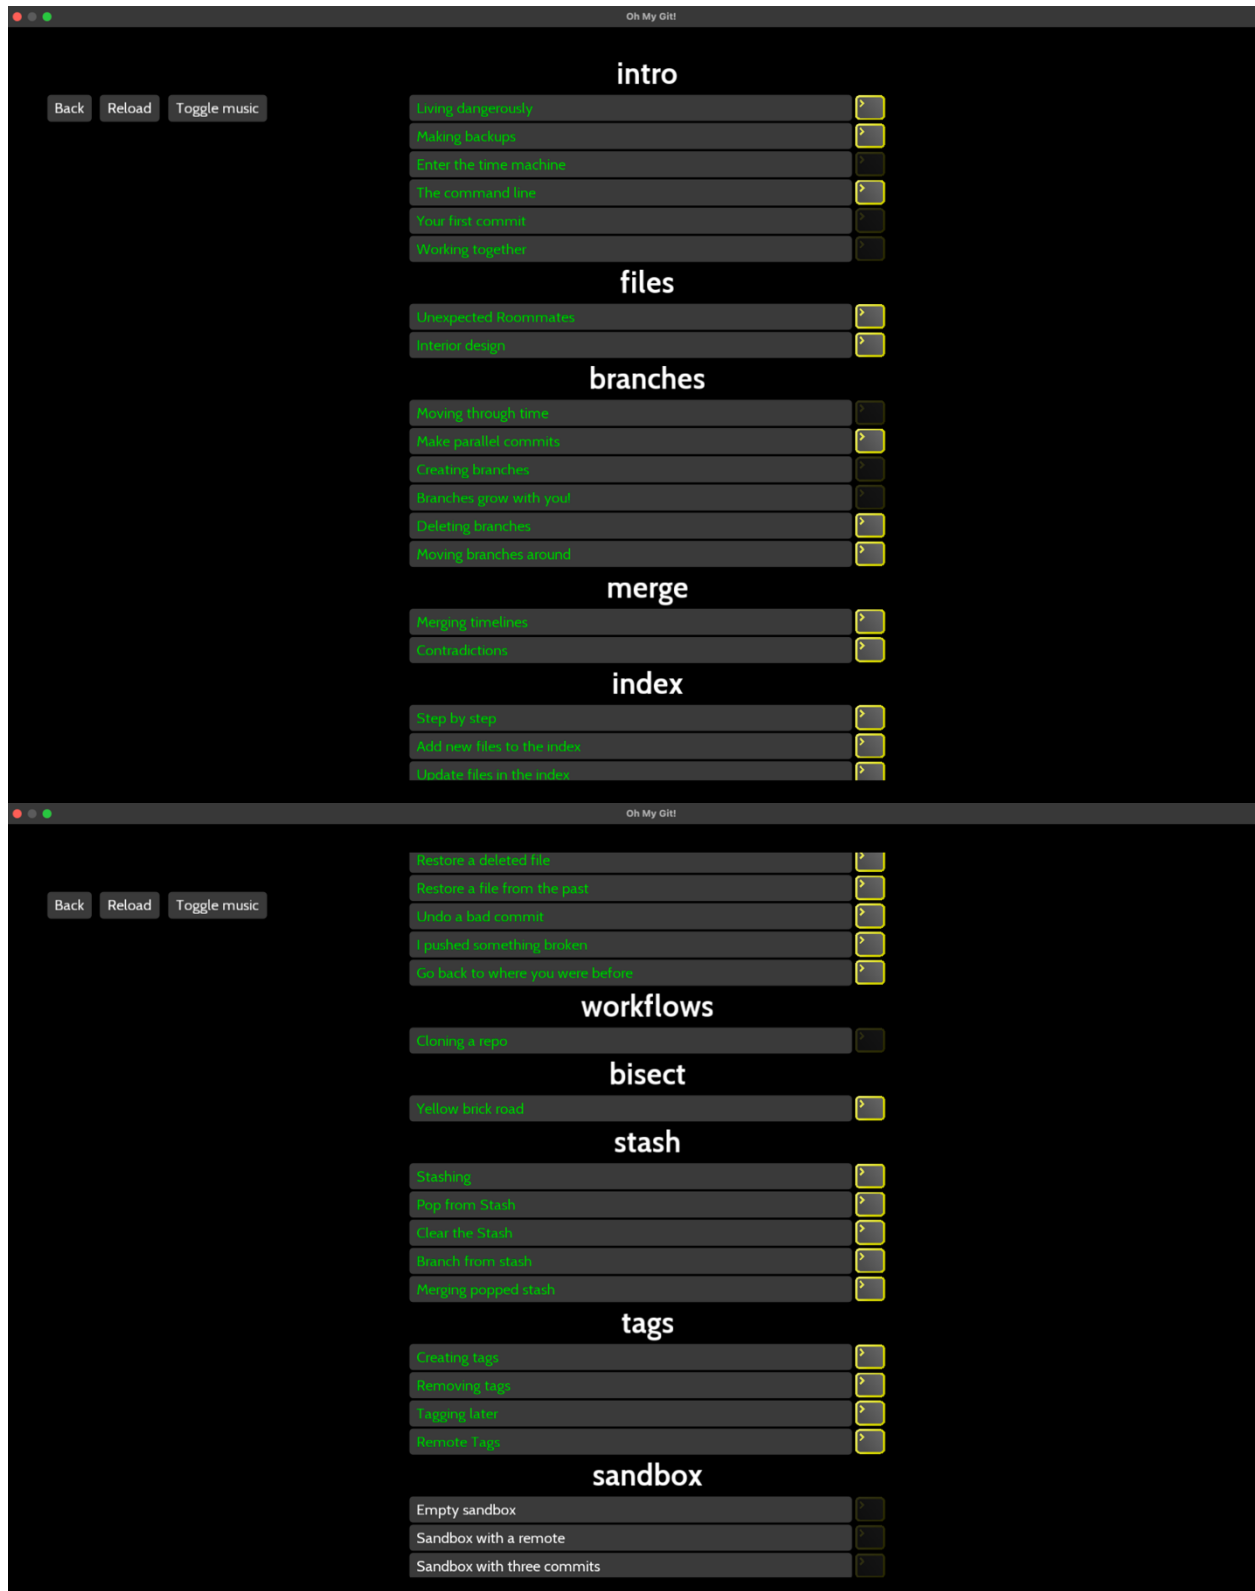 Oh My Git!
intro
Back Reload Toggle music
Living dangerously
Making backups
Enter the time machine
The command line
Your first commit
Working together
files
Unexpected Roommates
Interior design
branches
Moving through time
Make parallel commits
Creating branches
Branches grow with you!
Deleting branches
Moving branches around
merge
Merging timelines
Contradictions
index
Step by step
Add new files to the index
Update files in the index
Oh My Git!
Restore a deleted file
Restore a file from the past
Back Reload Toggle music
Undo a bad commit
I pushed something broken
Go back to where you were before
workflows
Cloning a repo
bisect
Yellow brick road
stash
Stashing
Pop from Stash
Clear the Stash
Branch from stash
Merging popped stash
tags
Creating tags
Removing tags
Tagging later
Remote Tags
sandbox
Empty sandbox
Sandbox with a remote
Sandbox with three commits